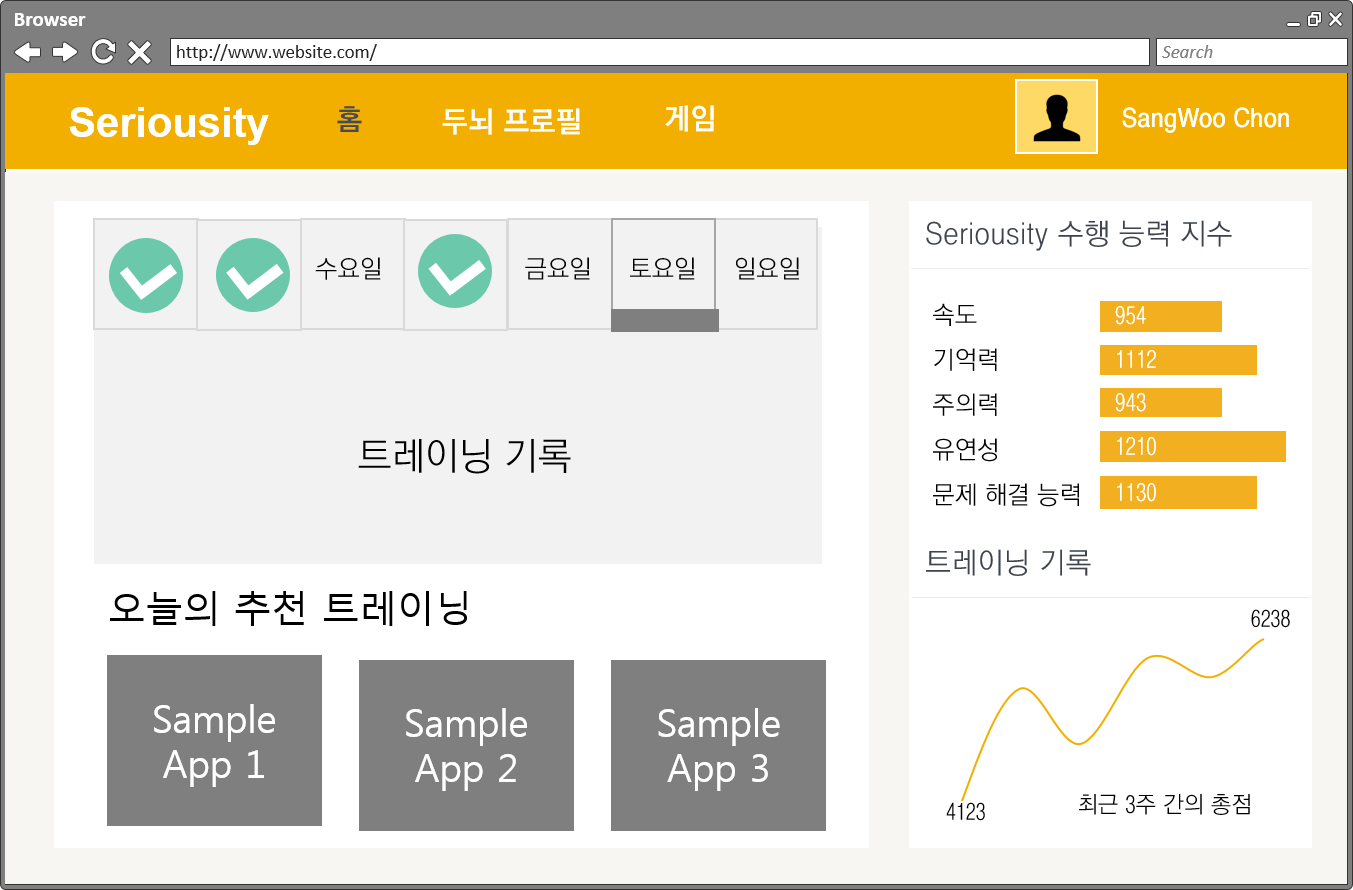 Browser
http://www.website.com/
Search
Seriousity
홈
두뇌 프로필
게임
SangWoo Chon
수요일
금요일
토요일
일요일
트레이닝 기록
오늘의 추천 트레이닝
Sample
App 1
Sample
App 2
Sample
App 3
Seriousity 수행 능력 지수
속도
954
기억력
1112
주의력
943
유연성
1210
문제 해결 능력
1130
트레이닝 기록
6238
4123
최근 3주 간의 총점